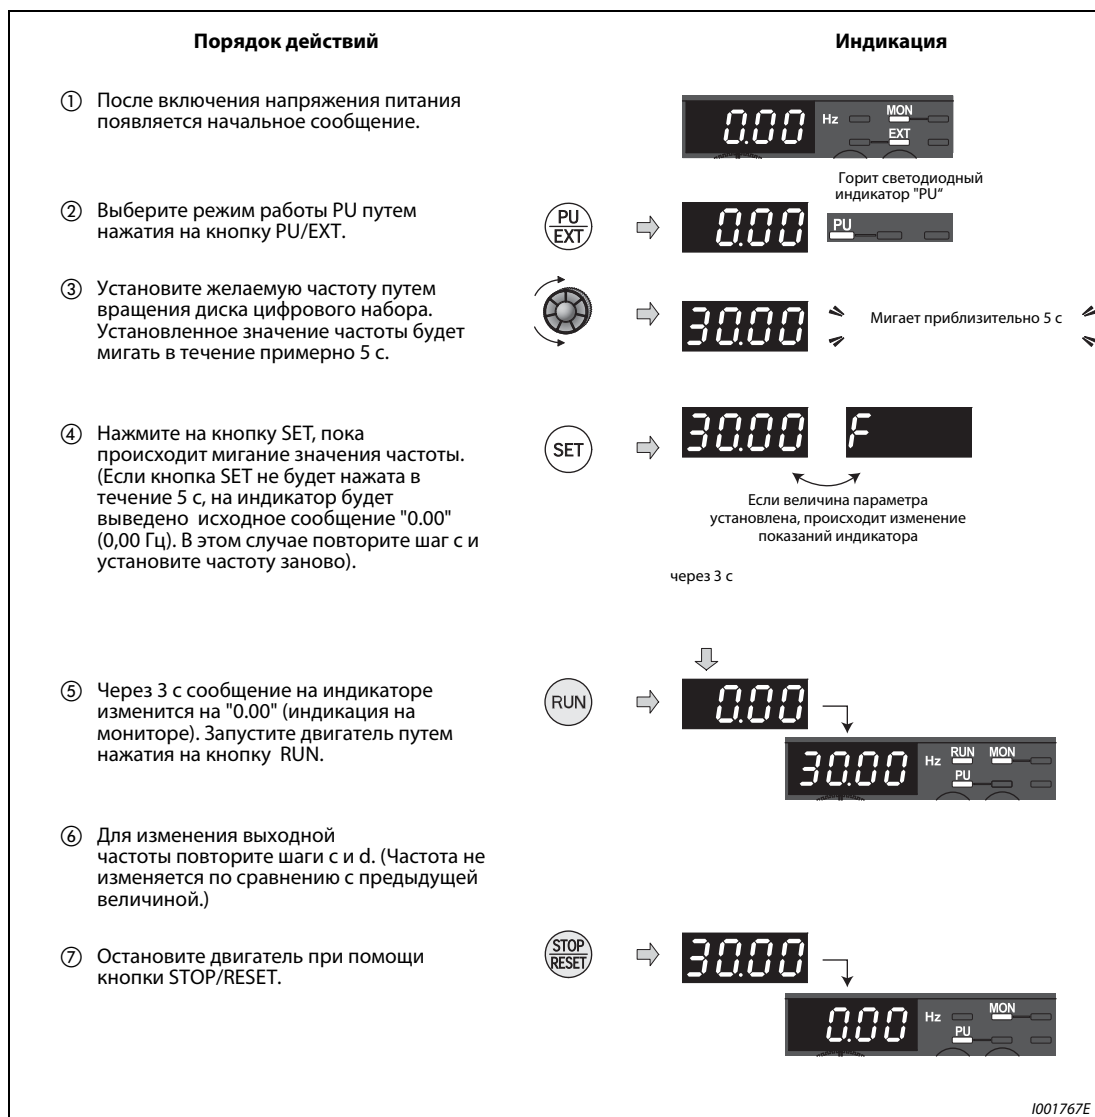 Порядок действий
Индикация
① После включения напряжения питания
появляется начальное сообщение.
0.00 Hz MON
EXT
Горит светодиодный
индикатор "PU“
② Выберите режим работы PU путем
нажатия на кнопку PU/EXT.
PU
EXT
0.00
PU
③ Установите желаемую частоту путем
вращения диска цифрового набора.
Установленное значение частоты будет
мигать в течение примерно 5 с.
30.00
Мигает приблизительно 5 с
④ Нажмите на кнопку SET, пока
происходит мигание значения частоты.
(Если кнопка SET не будет нажата в
течение 5 с, на индикатор будет
выведено исходное сообщение "0.00"
(0,00 Гц). В этом случае повторите шаг c и
установите частоту заново).
SET
30.00 F
Если величина параметра
установлена, происходит изменение
показаний индикатора
через 3 с
⑤ Через 3 с сообщение на индикаторе
изменится на "0.00" (индикация на
мониторе). Запустите двигатель путем
нажатия на кнопку RUN.
RUN
0.00
30.00 Hz RUN MON
PU
⑥ Для изменения выходной
частоты повторите шаги c и d. (Частота не
изменяется по сравнению с предыдущей
величиной.)
⑦ Остановите двигатель при помощи
кнопки STOP/RESET.
STOP
RESET
30.00
0.00 Hz MON
PU
I001767E